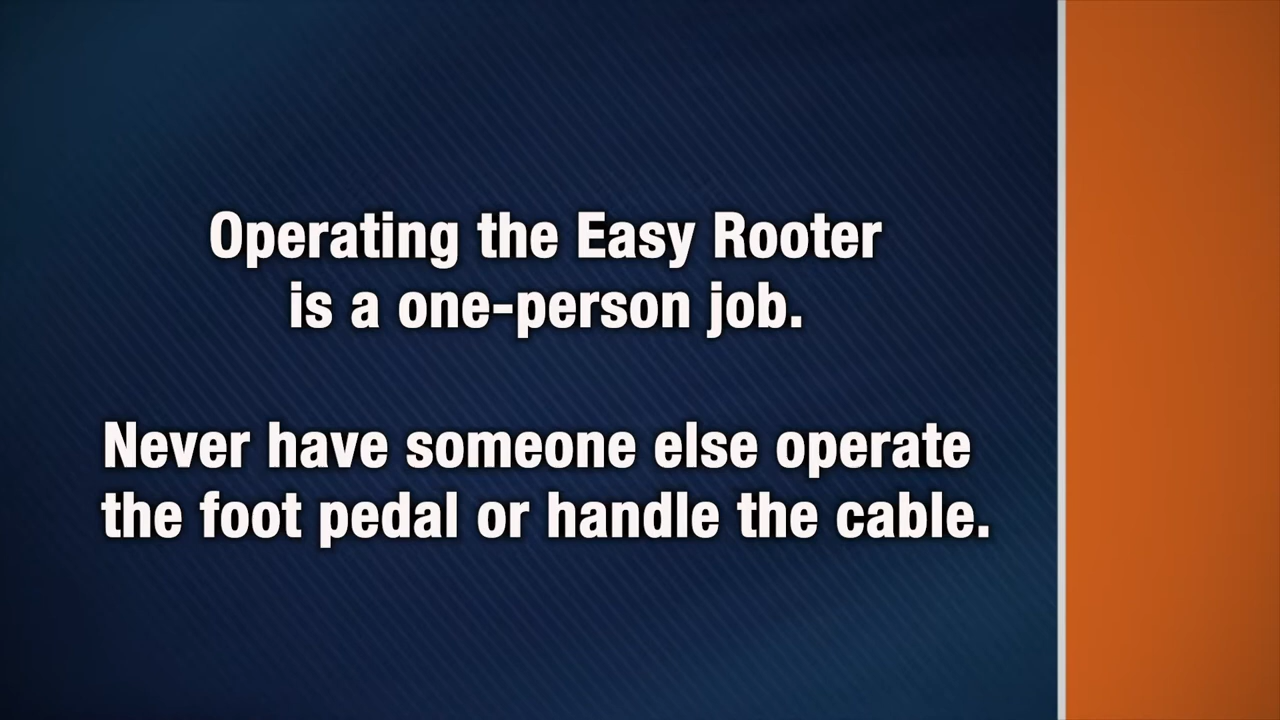 Operating the Easy Rooter
is a one-person job.
Never have someone else operate
the foot pedal or handle the cable.